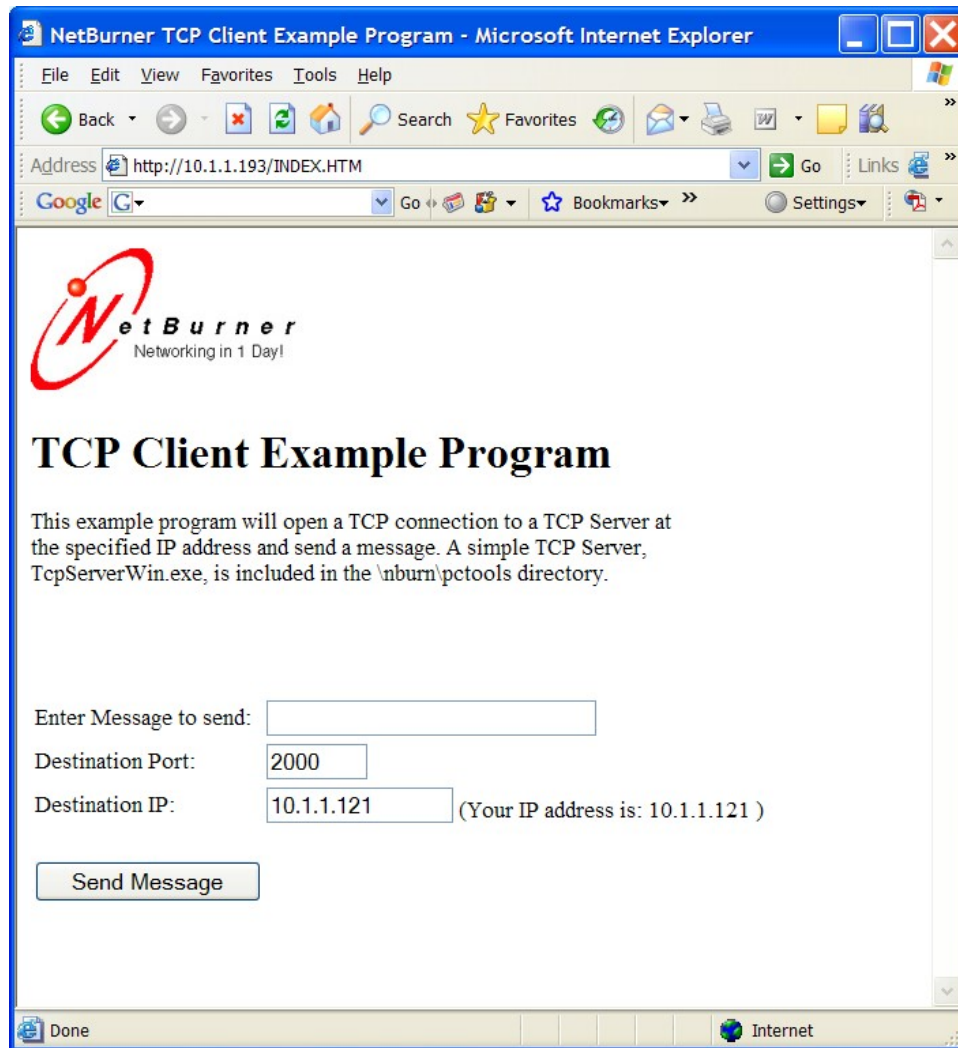 NetBurner TCP Client Example Program - Microsoft Internet Explorer
File Edit View Favorites Tools Help
Back Search Favorites W »
Address http://10.1.1.193/INDEX.HTM Go Links »
Google G Go Bookmarks » Settings
NetBurner
Networking in 1 Day!
TCP Client Example Program
This example program will open a TCP connection to a TCP Server at
the specified IP address and send a message. A simple TCP Server,
TcpServerWin.exe, is included in the \nburn\pctools directory.
Enter Message to send:
Destination Port: 2000
Destination IP: 10.1.1.121 (Your IP address is: 10.1.1.121 )
Send Message
Done Internet